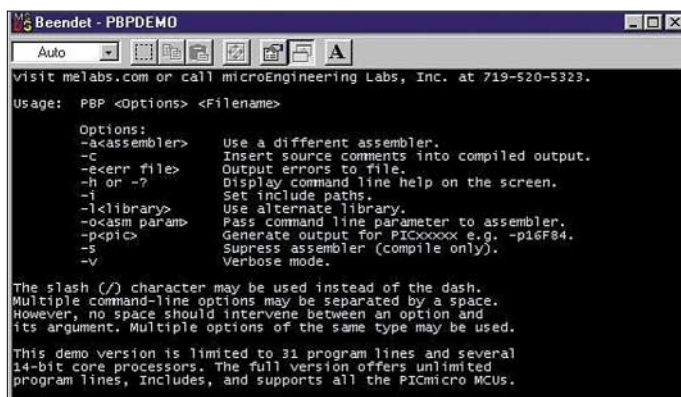 Beendet - PBPDEMO
Auto
A
visit melabs.com or call microEngineering Labs, Inc. at 719-520-5323.
Usage: PBP <Options> <Filename>
Options:
-a<assembler> Use a different assembler.
-c Insert source comments into compiled output.
-e<err file> Output errors to file.
-h or -? Display command line help on the screen.
-i Set include paths.
-l<library> Use alternate library.
-o<asm param> Pass command line parameter to assembler.
-p<pic> Generate output for PICxxxxx e.g. -p16F84.
-s Supress assembler (compile only).
-v Verbose mode.
The slash (/) character may be used instead of the dash.
Multiple command-line options may be separated by a space.
However, no space should intervene between an option and
its argument. Multiple options of the same type may be used.
This demo version is limited to 31 program lines and several
14-bit core processors. The full version offers unlimited
program lines, Includes, and supports all the PICmicro MCUs.